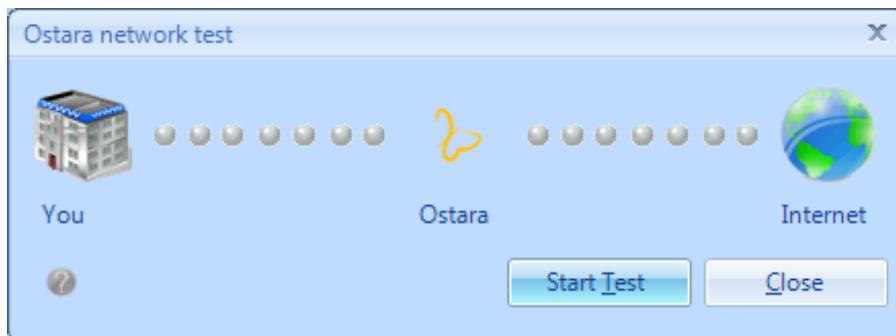 Ostara network test
You
Ostara
Internet
Start Test
Close